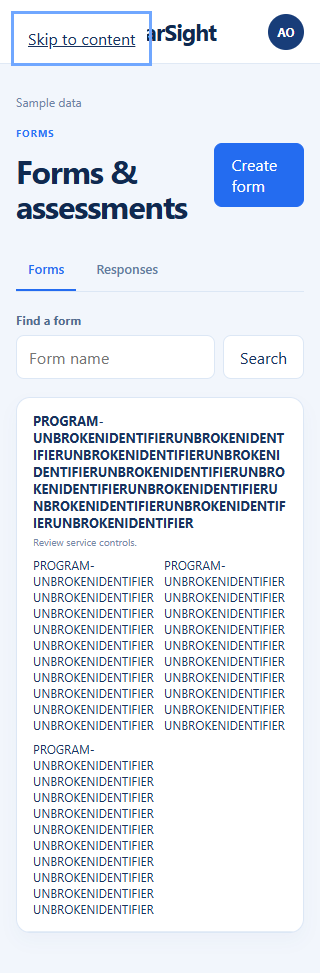 Skip to content
arSight
AO
Sample data
FORMS
Forms &
assessments
Create
form
Forms
Responses
Find a form
Form name
Search
PROGRAM-
UNBROKENIDENTIFIERUNBROKENIDENT
IFIERUNBROKENIDENTIFIERUNBROKENI
DENTIFIERUNBROKENIDENTIFIERUNBRO
KENIDENTIFIERUNBROKENIDENTIFIERU
NBROKENIDENTIFIERUNBROKENIDENTIF
IERUNBROKENIDENTIFIER
Review service controls.
PROGRAM-
UNBROKENIDENTIFIER
UNBROKENIDENTIFIER
UNBROKENIDENTIFIER
UNBROKENIDENTIFIER
UNBROKENIDENTIFIER
UNBROKENIDENTIFIER
UNBROKENIDENTIFIER
UNBROKENIDENTIFIER
UNBROKENIDENTIFIER
UNBROKENIDENTIFIER
PROGRAM-
UNBROKENIDENTIFIER
UNBROKENIDENTIFIER
UNBROKENIDENTIFIER
UNBROKENIDENTIFIER
UNBROKENIDENTIFIER
UNBROKENIDENTIFIER
UNBROKENIDENTIFIER
UNBROKENIDENTIFIER
UNBROKENIDENTIFIER
UNBROKENIDENTIFIER
PROGRAM-
UNBROKENIDENTIFIER
UNBROKENIDENTIFIER
UNBROKENIDENTIFIER
UNBROKENIDENTIFIER
UNBROKENIDENTIFIER
UNBROKENIDENTIFIER
UNBROKENIDENTIFIER
UNBROKENIDENTIFIER
UNBROKENIDENTIFIER
UNBROKENIDENTIFIER